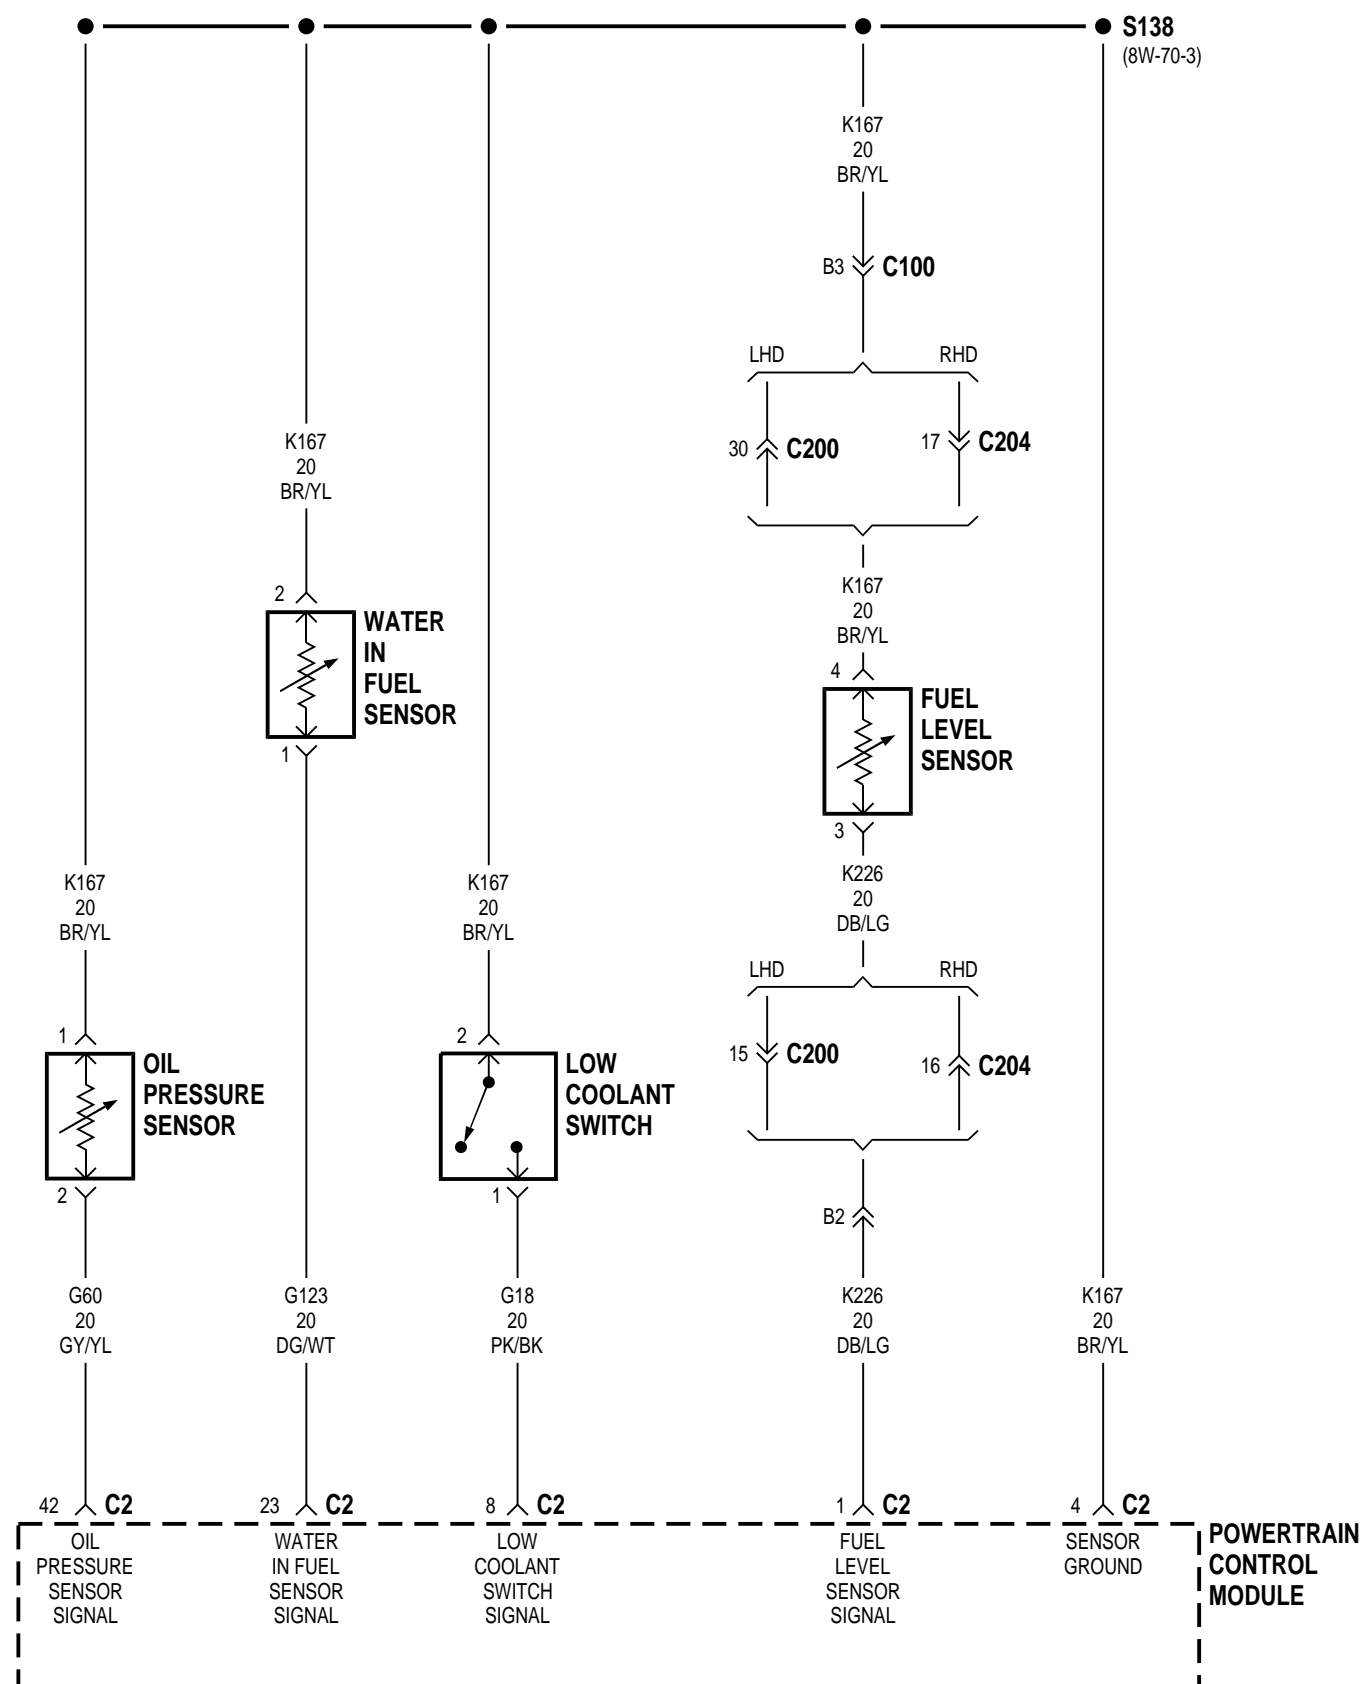 S138
(8W-70-3)
K167
20
BR/YL
B3
C100
LHD
RHD
30
C200
17
C204
K167
20
BR/YL
K167
20
BR/YL
2
WATER
IN
FUEL
SENSOR
1
4
FUEL
LEVEL
SENSOR
3
K167
20
BR/YL
K167
20
BR/YL
K226
20
DB/LG
LHD
RHD
15
C200
16
C204
1
OIL
PRESSURE
SENSOR
2
2
LOW
COOLANT
SWITCH
1
B2
G60
20
GY/YL
G123
20
DG/WT
G18
20
PK/BK
K226
20
DB/LG
K167
20
BR/YL
42
C2
23
C2
8
C2
1
C2
4
C2
OIL
PRESSURE
SENSOR
SIGNAL
WATER
IN FUEL
SENSOR
SIGNAL
LOW
COOLANT
SWITCH
SIGNAL
FUEL
LEVEL
SENSOR
SIGNAL
SENSOR
GROUND
POWERTRAIN
CONTROL
MODULE